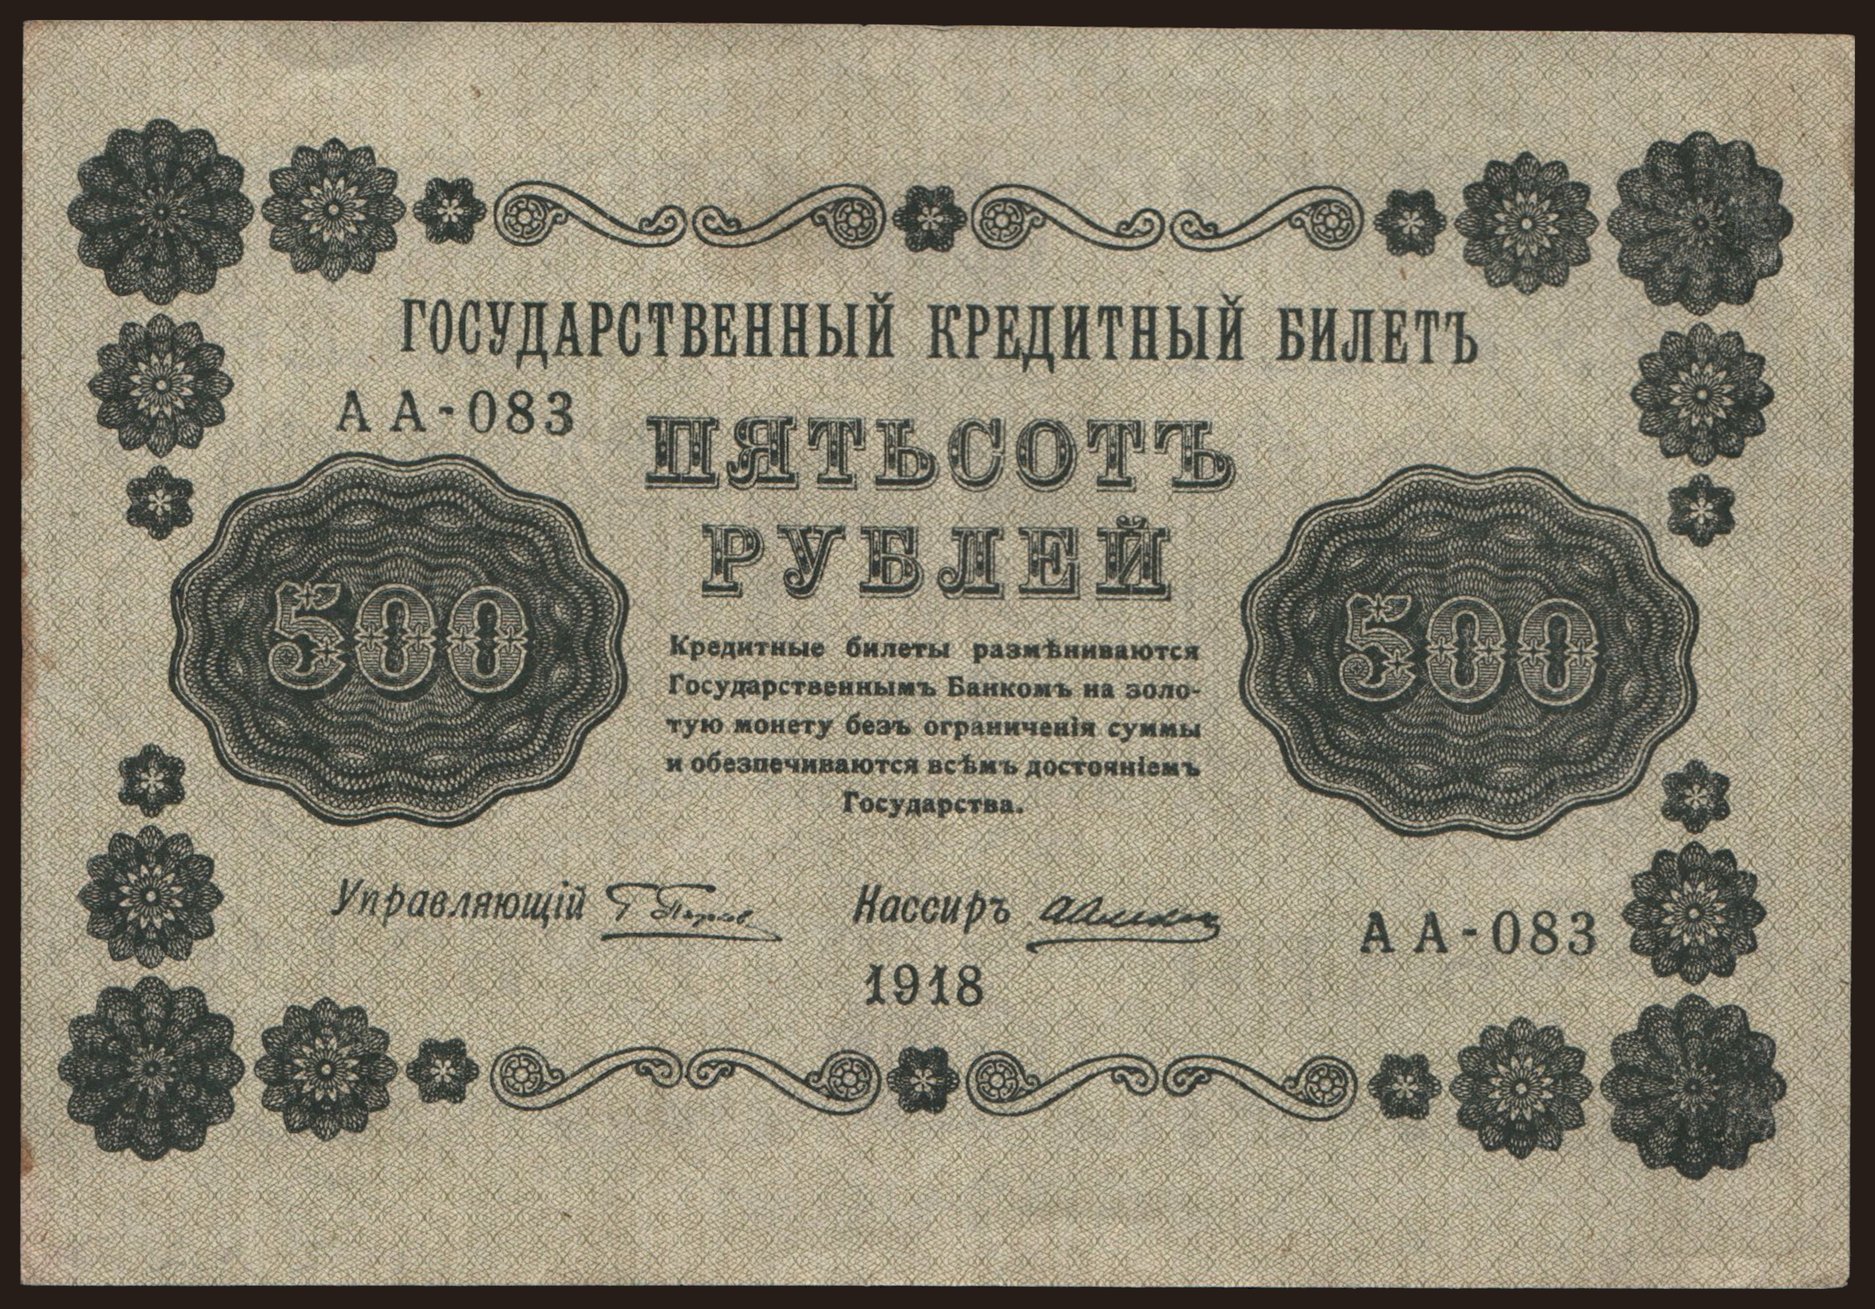 ГОСУДАРСТВЕННЫЙ КРЕДИТНЫЙ БИЛЕТЪ
АА-083
ПЯТЬСОТЪ
РУБЛЕЙ
500
500
Кредитные билеты размѣниваются
Государственнымъ Банкомъ на золо-
тую монету безъ ограниченія суммы
и обезпечиваются всѣмъ достояніемъ
Государства.
Управляющій
Кассиръ
АА-083
1918